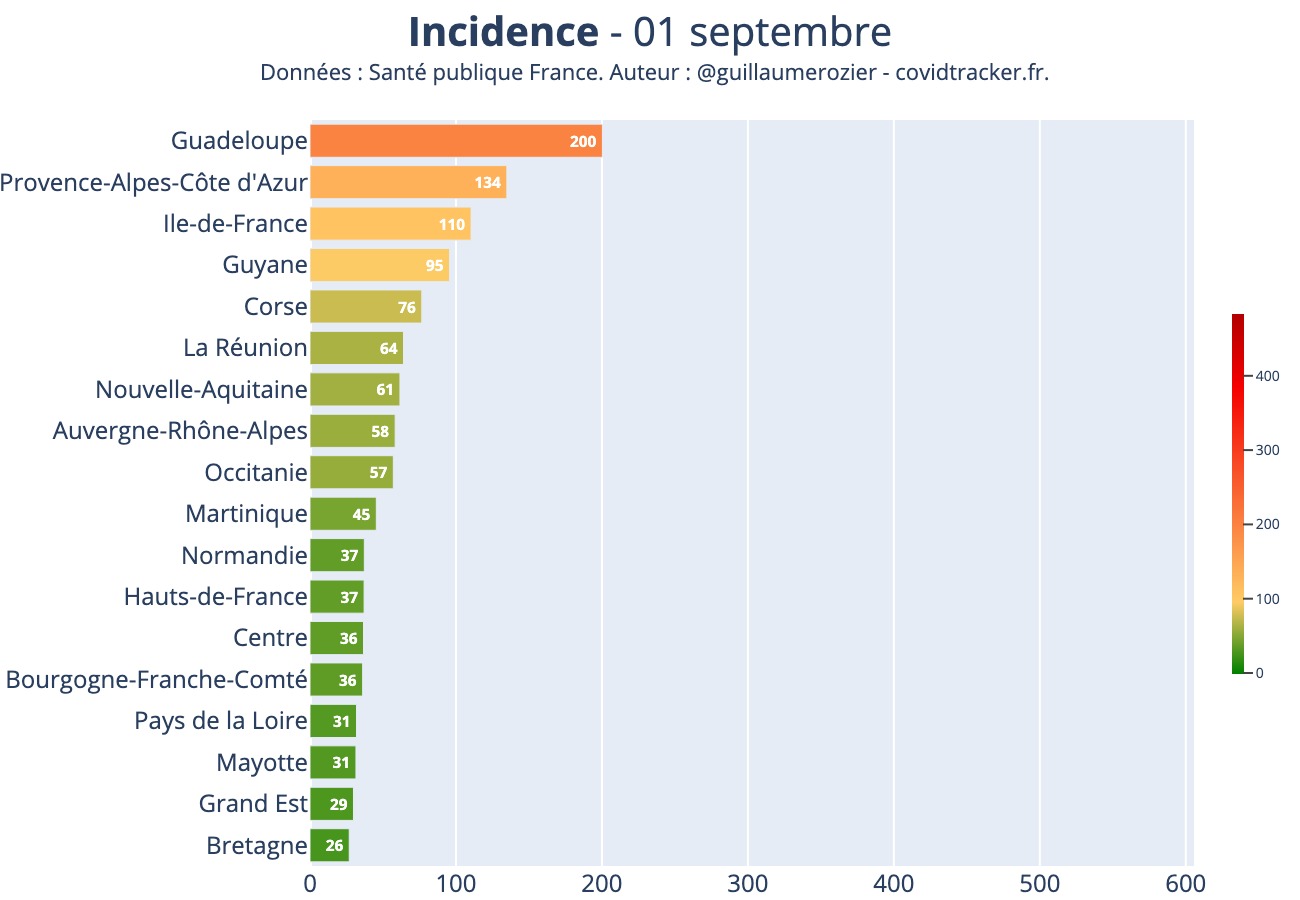 Incidence - 01 septembre
Données : Santé publique France. Auteur : @guillaumerozier - covidtracker.fr.
Guadeloupe 200
Provence-Alpes-Côte d'Azur 134
Ile-de-France 110
Guyane 95
Corse 76
La Réunion 64
Nouvelle-Aquitaine 61
Auvergne-Rhône-Alpes 58
Occitanie 57
Martinique 45
Normandie 37
Hauts-de-France 37
Centre 36
Bourgogne-Franche-Comté 36
Pays de la Loire 31
Mayotte 31
Grand Est 29
Bretagne 26
0 100 200 300 400 500 600
400
300
200
100
0